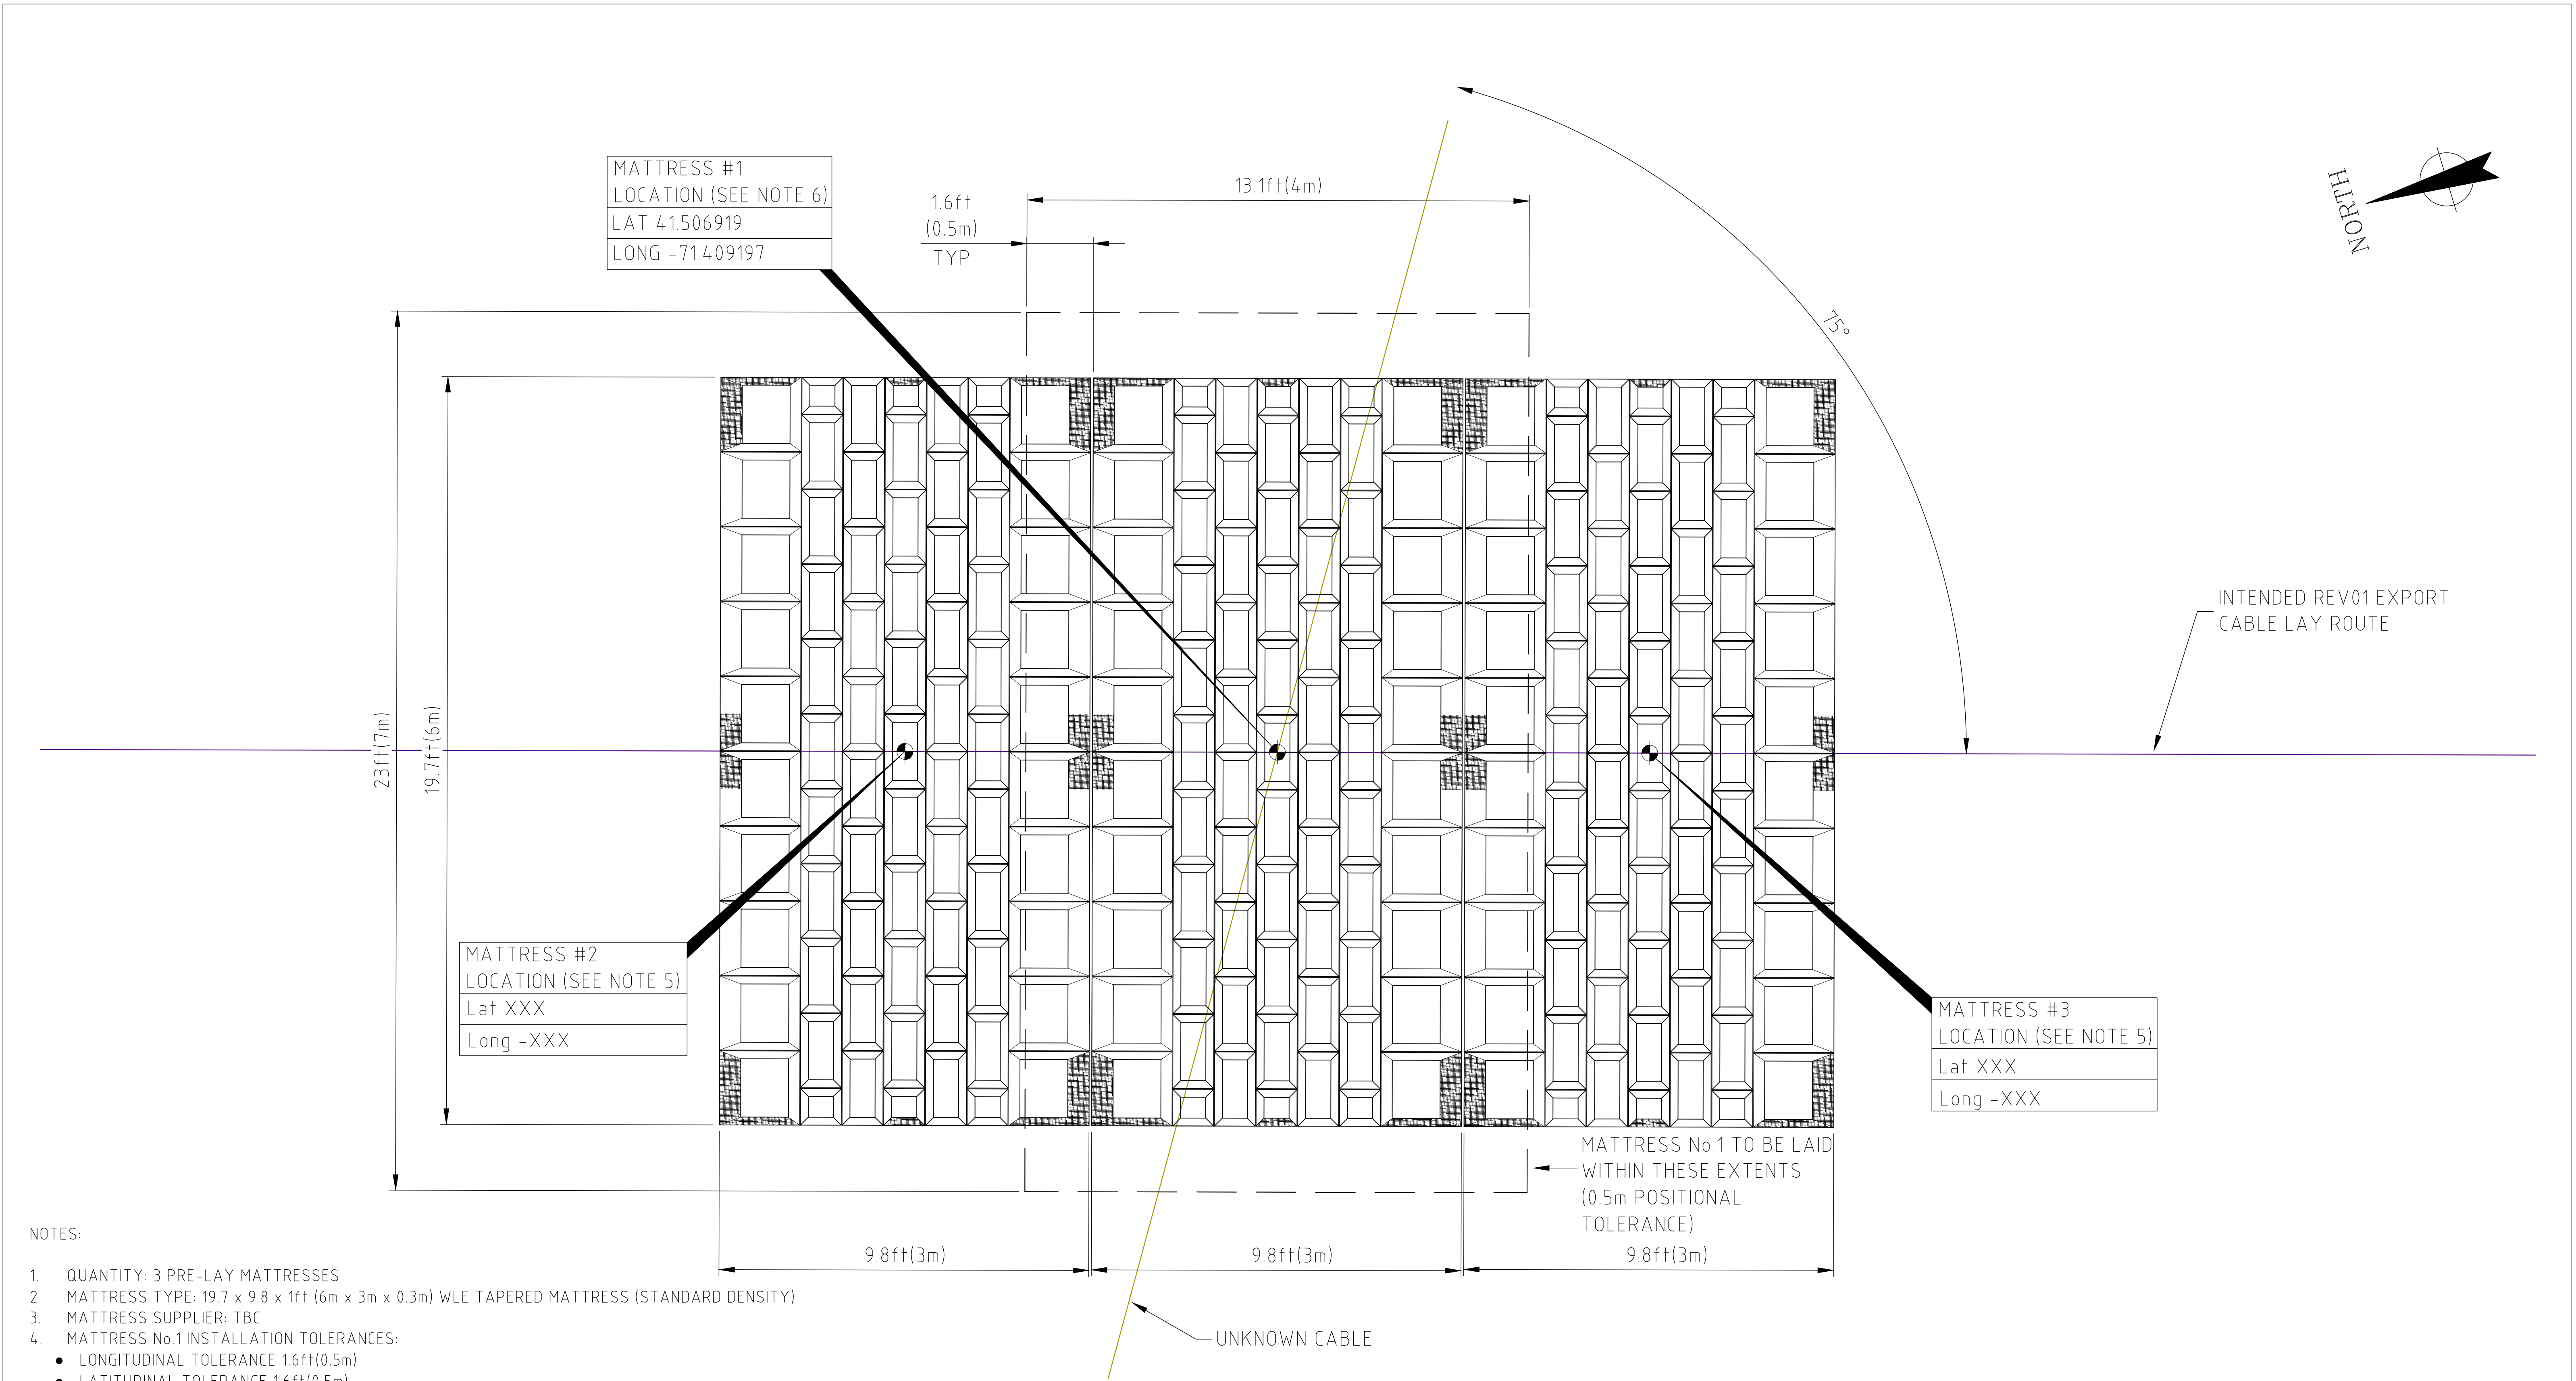 MATTRESS #1
LOCATION (SEE NOTE 6)
LAT 41.506919
LONG -71.409197
1.6ft
(0.5m)
TYP
13.1ft(4m)
75°
NORTH
INTENDED REV01 EXPORT
CABLE LAY ROUTE
23ft(7m)
19.7ft(6m)
MATTRESS #2
LOCATION (SEE NOTE 5)
Lat XXX
Long -XXX
MATTRESS #3
LOCATION (SEE NOTE 5)
Lat XXX
Long -XXX
MATTRESS No.1 TO BE LAID
WITHIN THESE EXTENTS
(0.5m POSITIONAL
TOLERANCE)
9.8ft(3m)
9.8ft(3m)
9.8ft(3m)
UNKNOWN CABLE
NOTES:
1. QUANTITY: 3 PRE-LAY MATTRESSES
2. MATTRESS TYPE: 19.7 x 9.8 x 1ft (6m x 3m x 0.3m) WLE TAPERED MATTRESS (STANDARD DENSITY)
3. MATTRESS SUPPLIER: TBC
4. MATTRESS No.1 INSTALLATION TOLERANCES:
● LONGITUDINAL TOLERANCE 1.6ft(0.5m)
● LATITUDINAL TOLERANCE 1.6ft(0.5m)